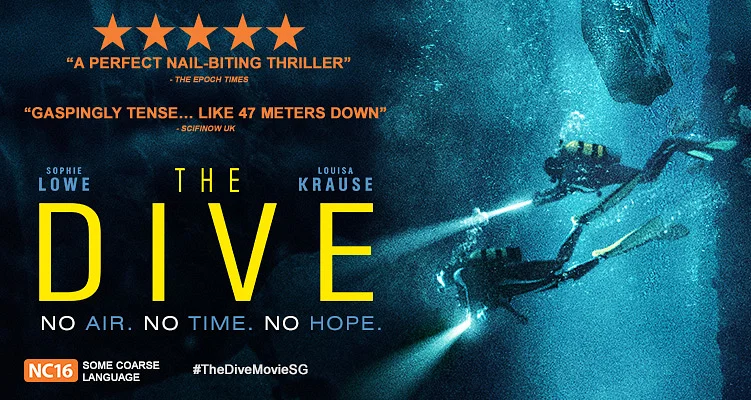 “A PERFECT NAIL-BITING THRILLER”
- THE EPOCH TIMES
“GASPINGLY TENSE... LIKE 47 METERS DOWN”
- SCIFINOW UK
SOPHIE
LOWE
LOUISA
KRAUSE
THE
DIVE
NO AIR. NO TIME. NO HOPE.
NC16
SOME COARSE
LANGUAGE
#TheDiveMovieSG